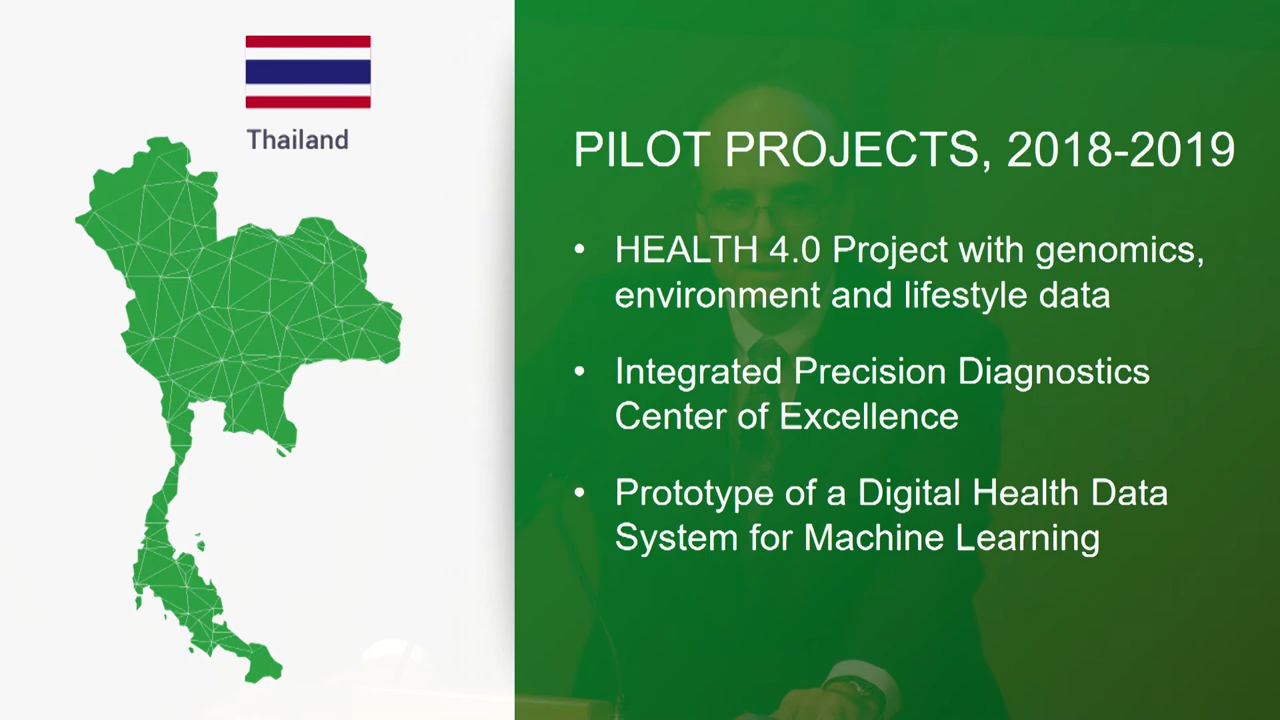 Thailand
PILOT PROJECTS, 2018-2019
• HEALTH 4.0 Project with genomics,
environment and lifestyle data
• Integrated Precision Diagnostics
Center of Excellence
• Prototype of a Digital Health Data
System for Machine Learning